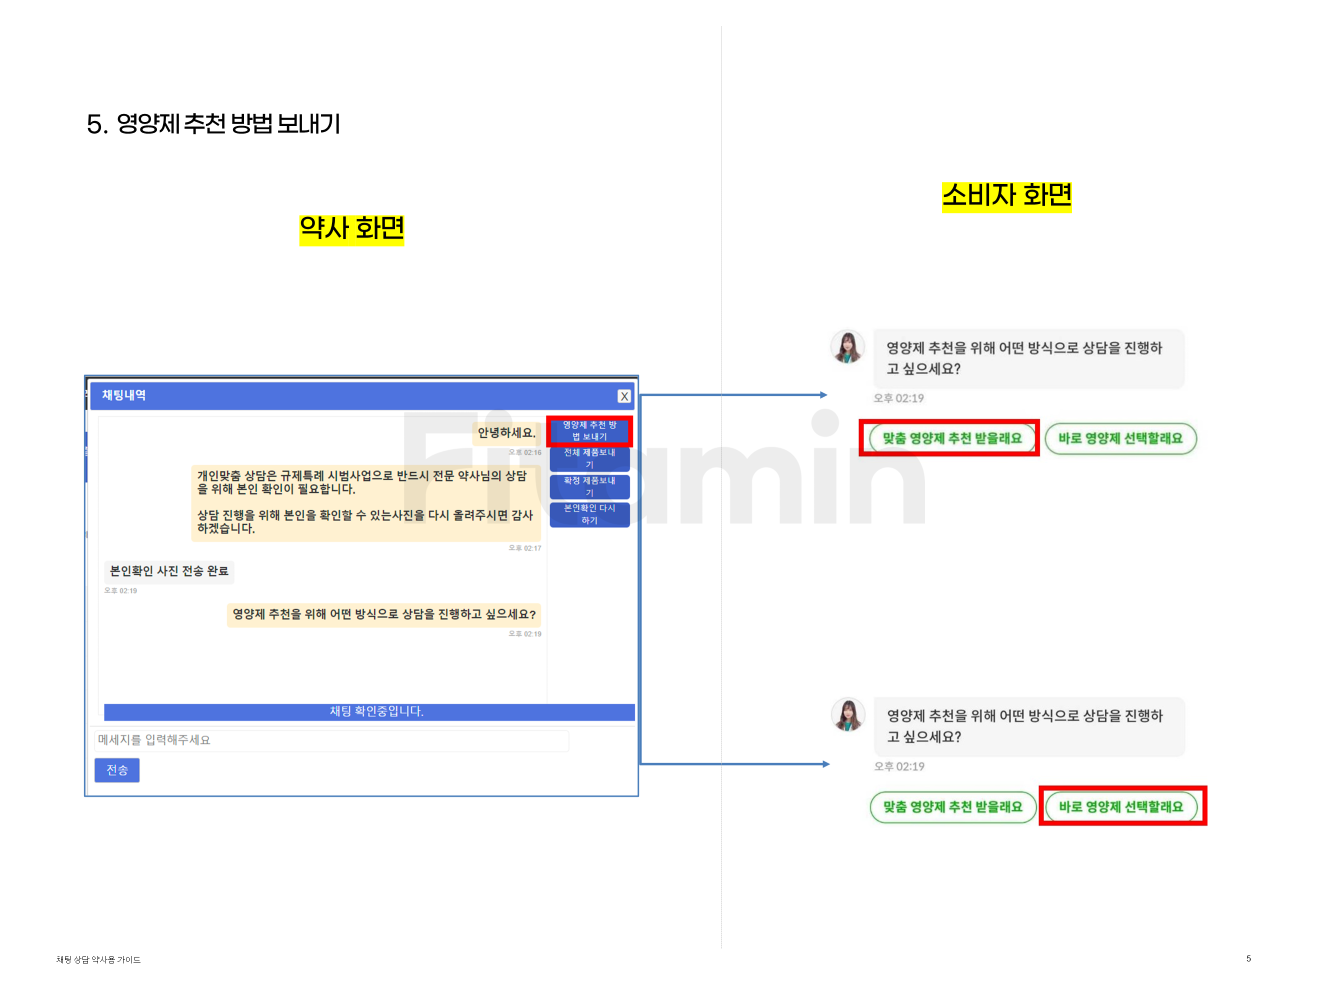 5. 영양제 추천 방법 보내기
약사 화면
소비자 화면
채팅내역
X
안녕하세요.
오후 02:16
개인맞춤 상담은 규제특례 시범사업으로 반드시 전문 약사님의 상담
을 위해 본인 확인이 필요합니다.
상담 진행을 위해 본인을 확인할 수 있는사진을 다시 올려주시면 감사
하겠습니다.
오후 02:17
본인확인 사진 전송 완료
오후 02:19
영양제 추천을 위해 어떤 방식으로 상담을 진행하고 싶으세요?
오후 02:19
영양제 추천 방
법 보내기
전체 제품보내
기
확정 제품보내
기
본인확인 다시
하기
채팅 확인중입니다.
메세지를 입력해주세요
전송
영양제 추천을 위해 어떤 방식으로 상담을 진행하
고 싶으세요?
오후 02:19
맞춤 영양제 추천 받을래요
바로 영양제 선택할래요
영양제 추천을 위해 어떤 방식으로 상담을 진행하
고 싶으세요?
오후 02:19
맞춤 영양제 추천 받을래요
바로 영양제 선택할래요
Fitamin
채팅 상담 약사용 가이드
5